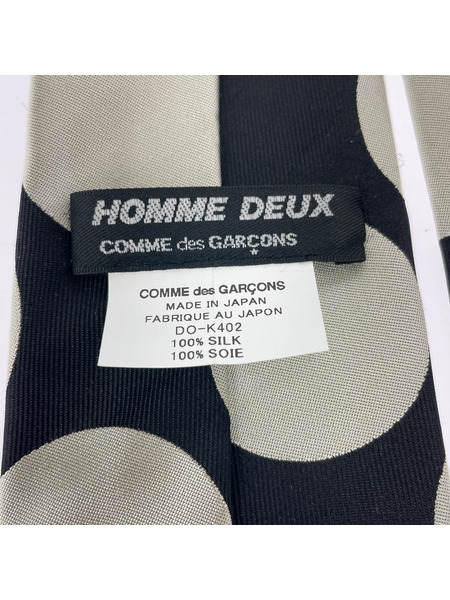 HOMME DEUX
COMME des GARÇONS
COMME des GARÇONS
MADE IN JAPAN
FABRIQUE AU JAPON
DO-K402
100% SILK
100% SOIE